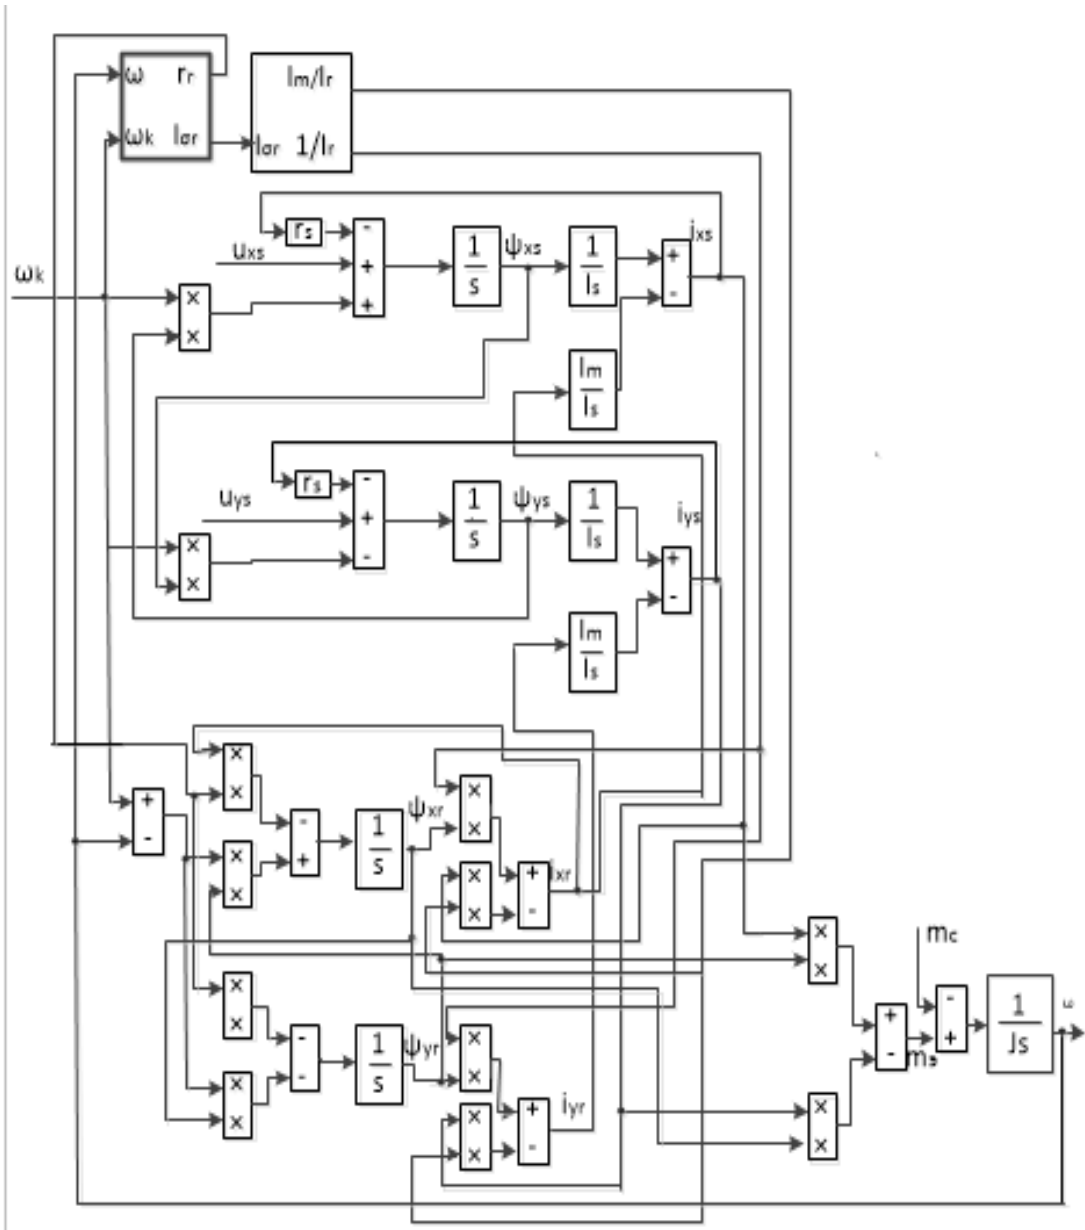 ω rᵣ lm/lᵣ
ωk lσr lσr 1/lᵣ
rs - ixs
uxs + 1/s ψxs 1/ls +
ωk × + -
×
lm/ls
rs -
uys + 1/s ψys 1/ls iys
× - +
× -
lm/ls
×
× ×
+ - 1/s ψxr ×
- × + × + ixr
× × -
mc
×
× ×
× - 1/s ψyr × + - 1/Js
- × - +
× × + iyr ×
× × - ×